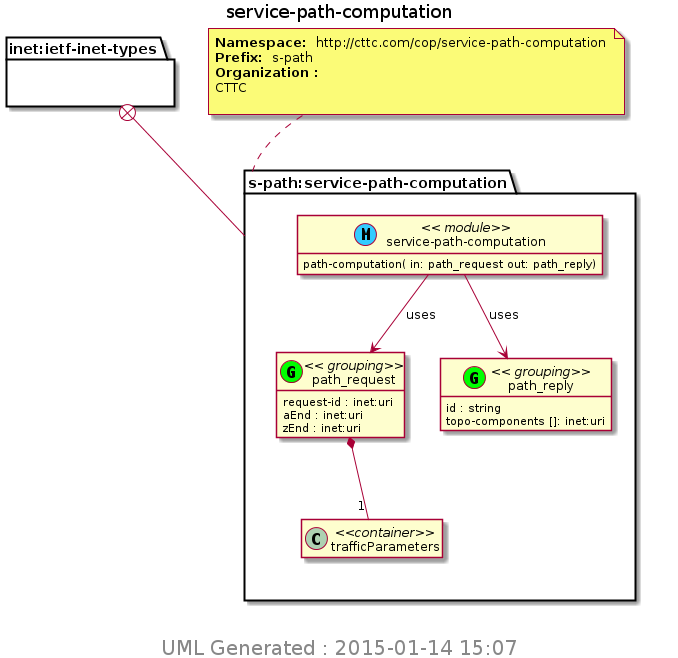 service-path-computation
inet:ietf-inet-types
Namespace: http://cttc.com/cop/service-path-computation
Prefix: s-path
Organization :
CTTC
s-path:service-path-computation
M
<< module>>
service-path-computation
path-computation( in: path_request out: path_reply)
uses
uses
G
<< grouping>>
path_request
request-id : inet:uri
aEnd : inet:uri
zEnd : inet:uri
G
<< grouping>>
path_reply
id : string
topo-components []: inet:uri
1
C
<<container>>
trafficParameters
UML Generated : 2015-01-14 15:07